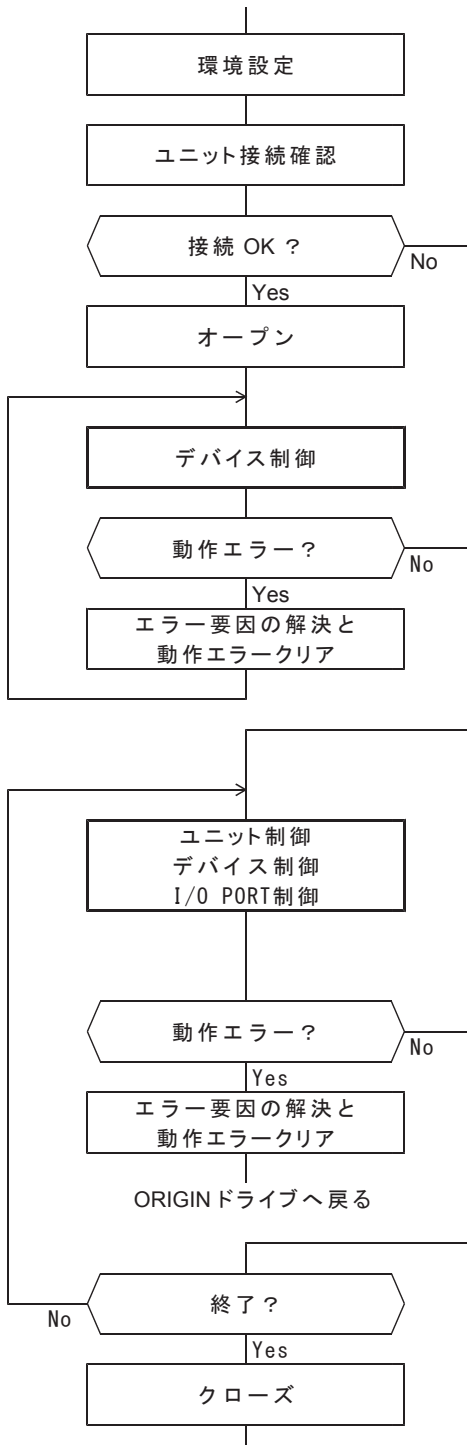 環境設定
ユニット接続確認
接続 OK ?
No
Yes
オープン
デバイス制御
動作エラー?
No
Yes
エラー要因の解決と
動作エラークリア
ユニット制御
デバイス制御
I/O PORT制御
動作エラー?
No
Yes
エラー要因の解決と
動作エラークリア
ORIGINドライブへ戻る
終了?
No
Yes
クローズ